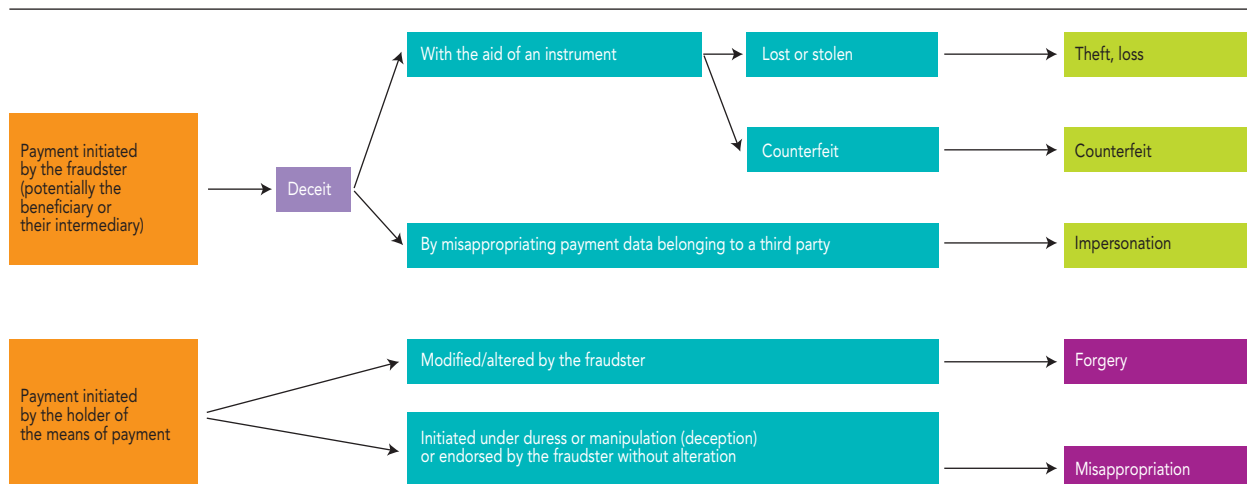 With the aid of an instrument
Lost or stolen
Theft, loss
Payment initiated
by the fraudster
(potentially the
beneficiary or
their intermediary)
Deceit
Counterfeit
Counterfeit
By misappropriating payment data belonging to a third party
Impersonation
Payment initiated
by the holder of
the means of payment
Modified/altered by the fraudster
Forgery
Initiated under duress or manipulation (deception)
or endorsed by the fraudster without alteration
Misappropriation